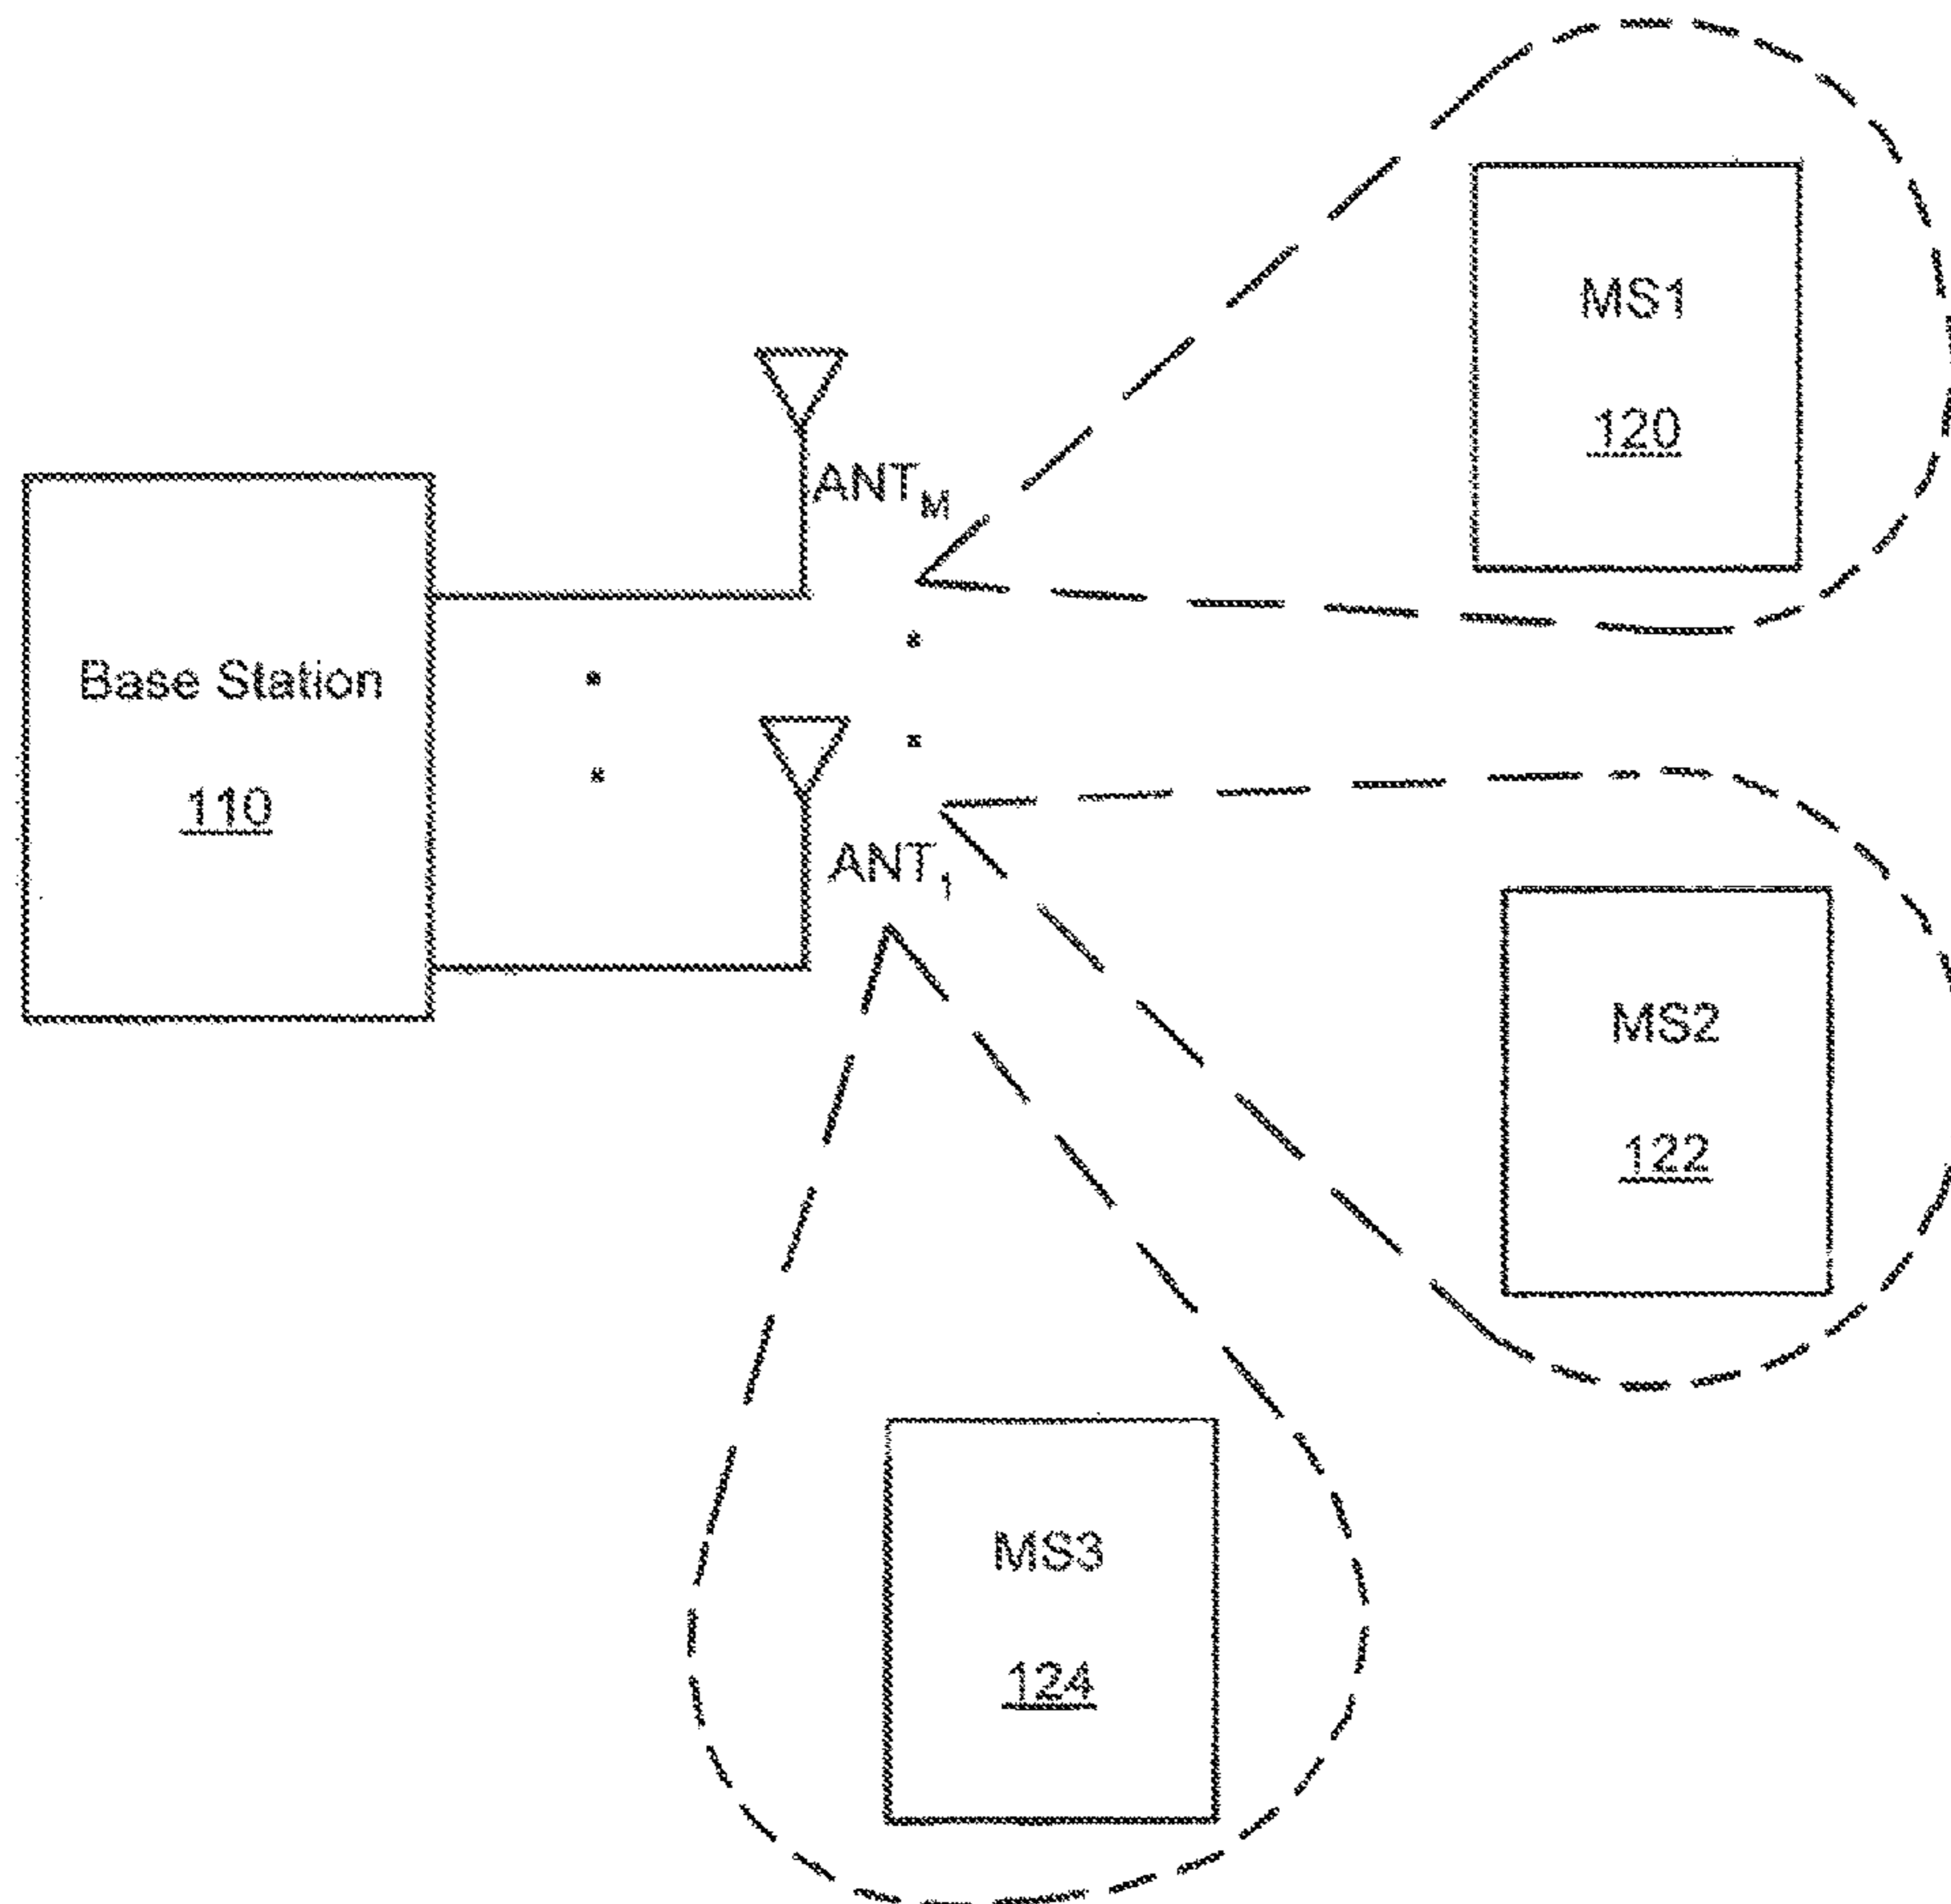 MS1
120
ANT_M
Base Station
110
ANT_1
MS2
122
MS3
124